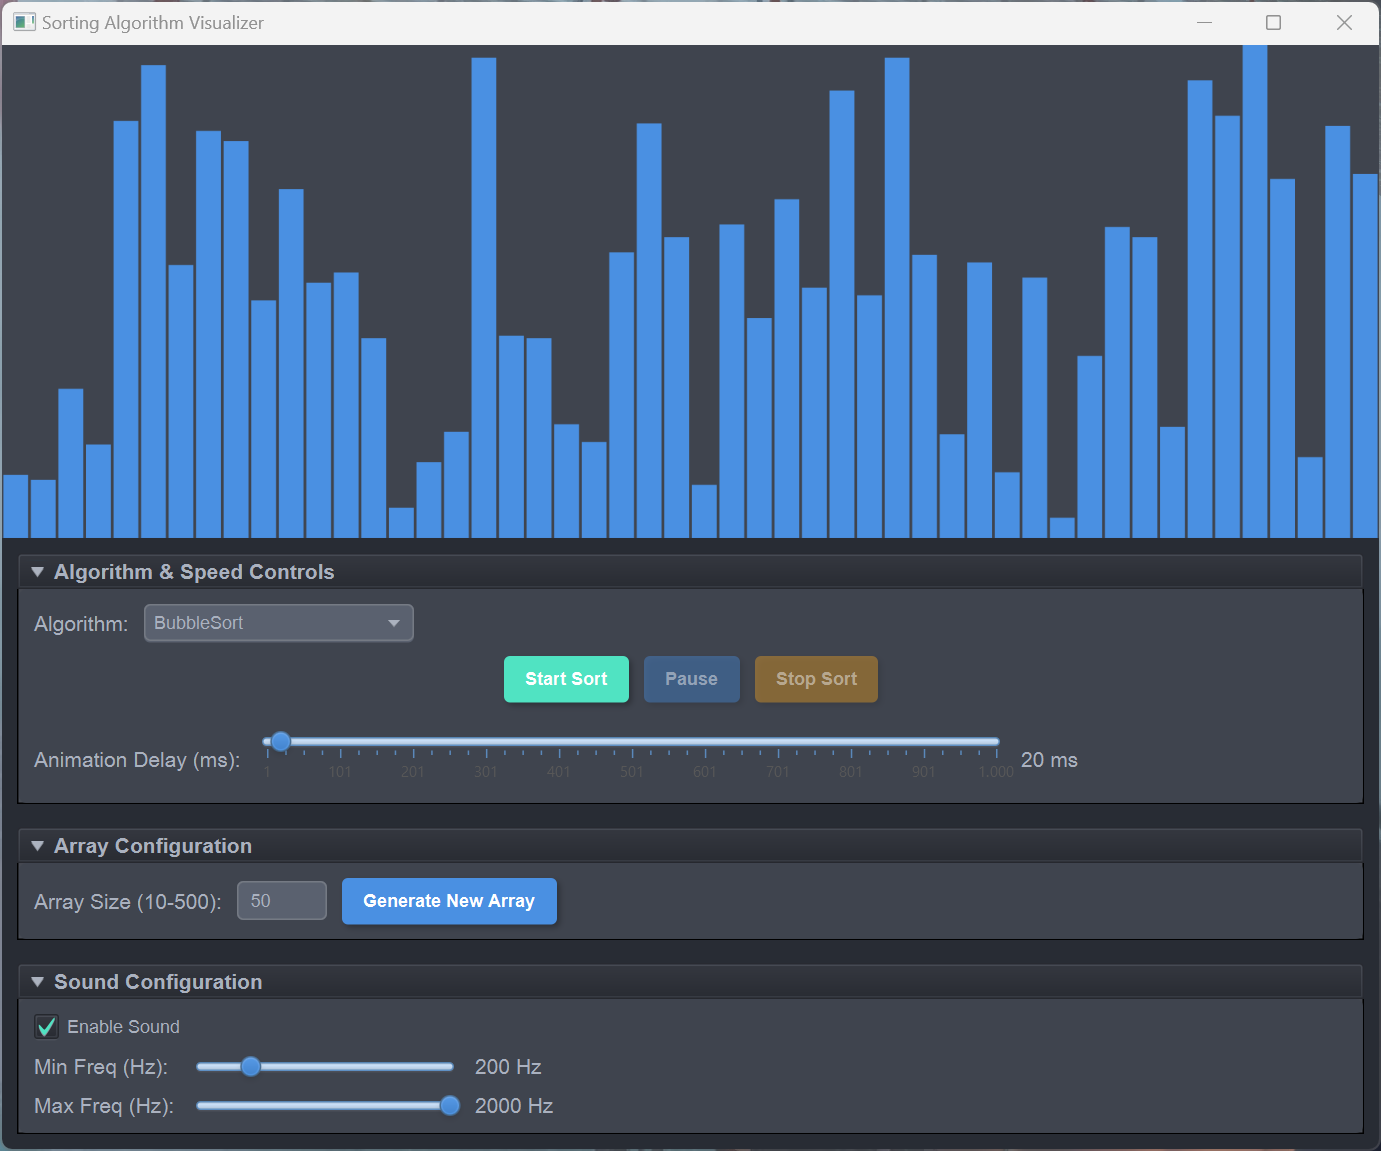 Sorting Algorithm Visualizer
Algorithm & Speed Controls
Algorithm: BubbleSort
Start Sort Pause Stop Sort
Animation Delay (ms): 20 ms
1 101 201 301 401 501 601 701 801 901 1.000
Array Configuration
Array Size (10-500): 50 Generate New Array
Sound Configuration
Enable Sound
Min Freq (Hz): 200 Hz
Max Freq (Hz): 2000 Hz